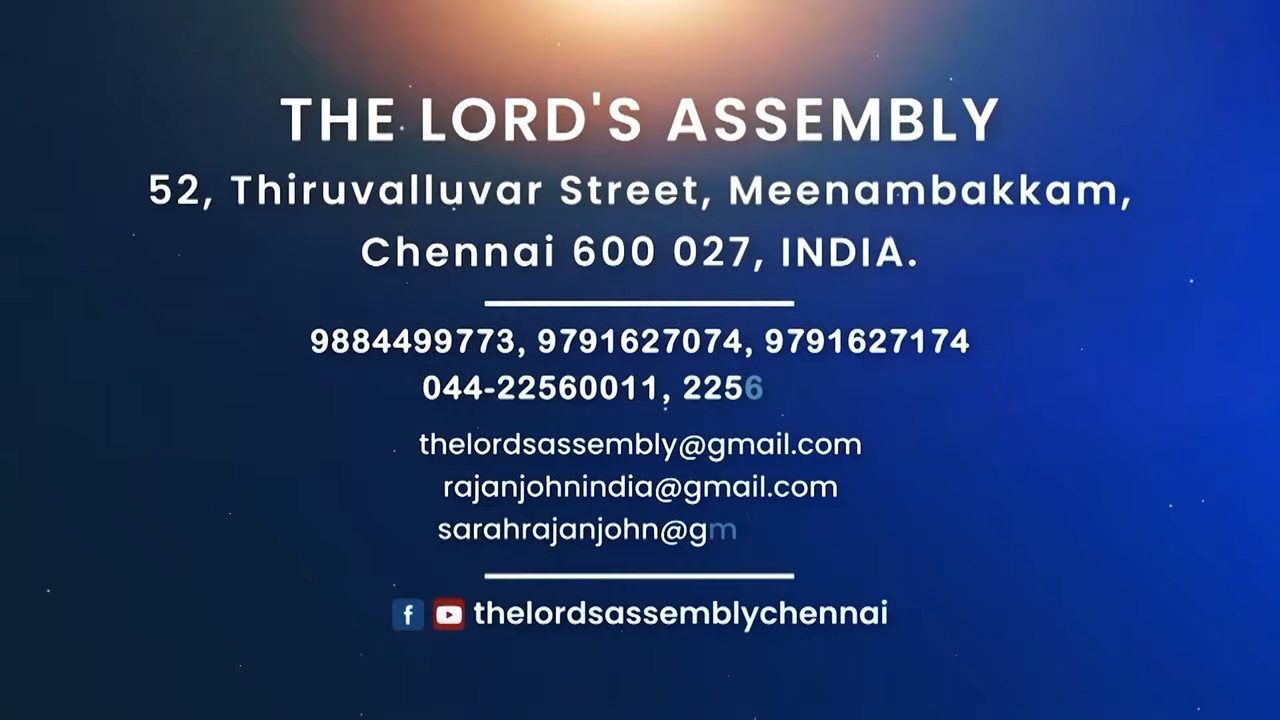 THE LORD'S ASSEMBLY
52, Thiruvalluvar Street, Meenambakkam,
Chennai 600 027, INDIA.
9884499773, 9791627074, 9791627174
044-22560011, 2256
thelordsassembly@gmail.com
rajanjohnindia@gmail.com
sarahrajanjohn@gm
thelordsassemblychennai